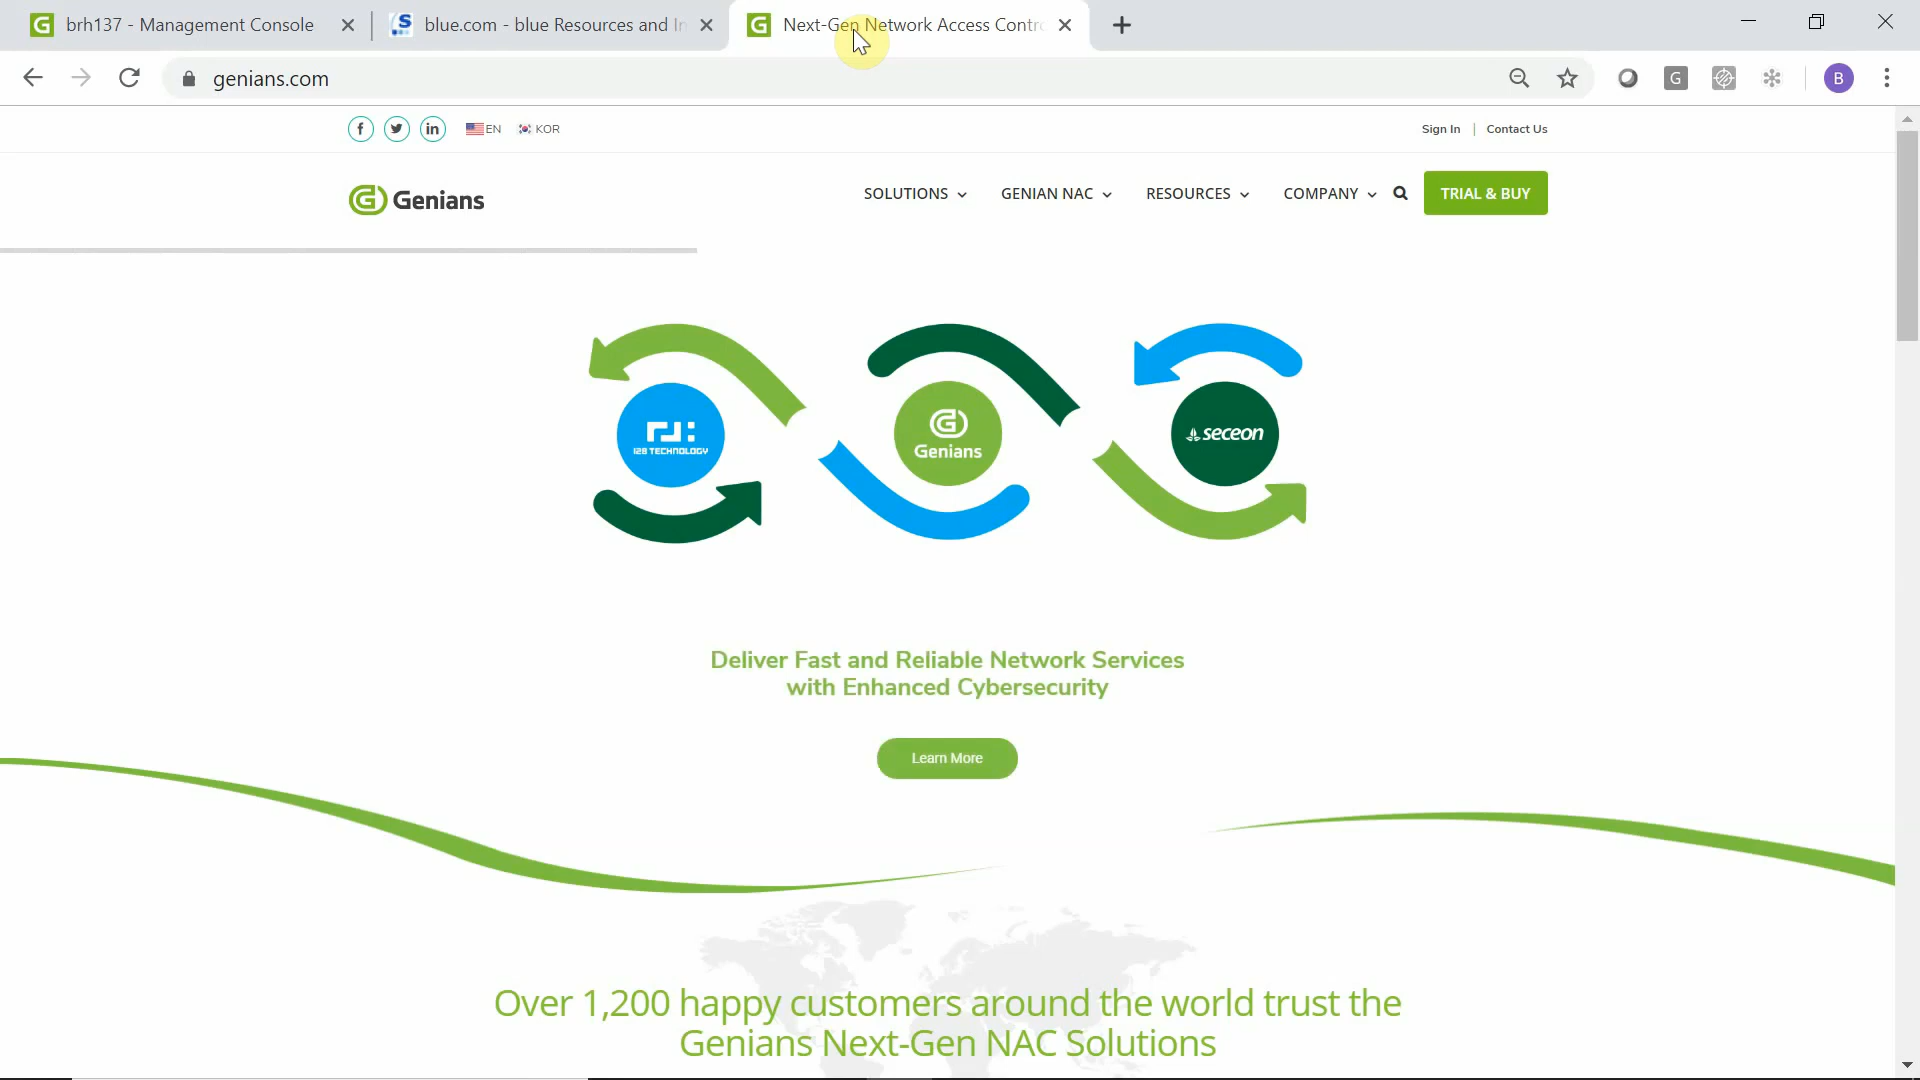 brh137 - Management Console
blue.com - blue Resources and In
Next-Gen Network Access Contro
genians.com
G
B
EN
KOR
Sign In | Contact Us
Genians
SOLUTIONS
GENIAN NAC
RESOURCES
COMPANY
TRIAL & BUY
128 TECHNOLOGY
Genians
seceon
Deliver Fast and Reliable Network Services
with Enhanced Cybersecurity
Learn More
Over 1,200 happy customers around the world trust the
Genians Next-Gen NAC Solutions